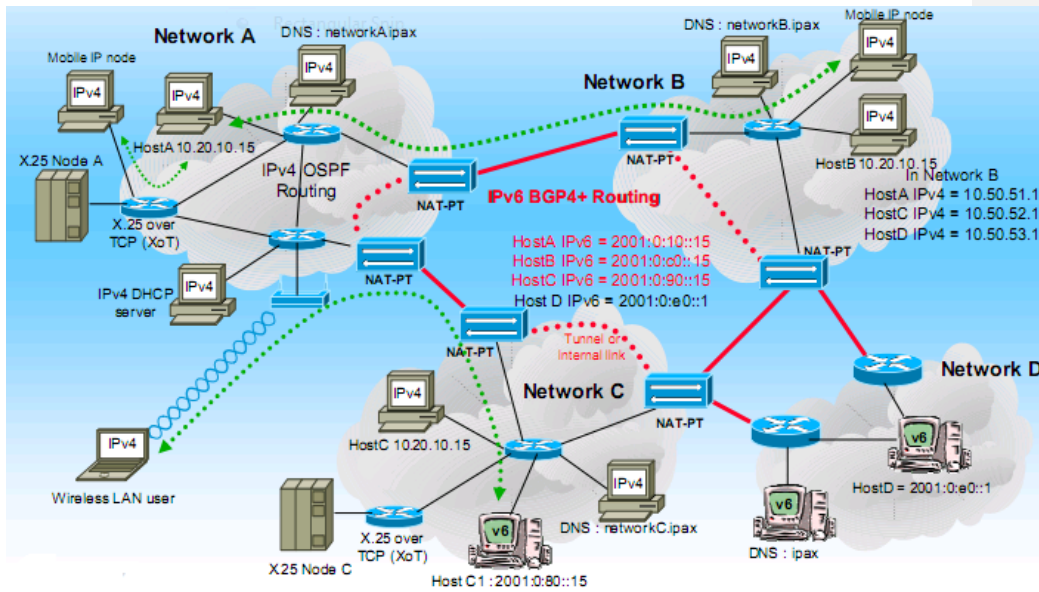 Rectangular Snip
Network A
DNS : networkA.ipax
Mobile IP node
IPv4
IPv4
IPv4
HostA 10.20.10.15
X.25 Node A
IPv4 OSPF
Routing
NAT-PT
X.25 over
TCP (XoT)
NAT-PT
IPv4
IPv4 DHCP
server
IPv4
Wireless LAN user
DNS : networkB.ipax
Mobile IP node
IPv4
IPv4
Network B
IPv4
NAT-PT
HostB 10.20.10.15
In Network B
HostA IPv4 = 10.50.51.1
HostC IPv4 = 10.50.52.1
HostD IPv4 = 10.50.53.1
NAT-PT
IPv6 BGP4+ Routing
HostA IPv6 = 2001:0:10::15
HostB IPv6 = 2001:0:c0::15
HostC IPv6 = 2001:0:90::15
Host D IPv6 = 2001:0:e0::1
NAT-PT
Tunnel or
Internal link
Network C
NAT-PT
IPv4
HostC 10.20.10.15
IPv4
DNS : networkC.ipax
X.25 over
TCP (XoT)
X.25 Node C
v6
Host C1 : 2001:0:80::15
Network D
v6
HostD = 2001:0:e0::1
v6
DNS : ipax